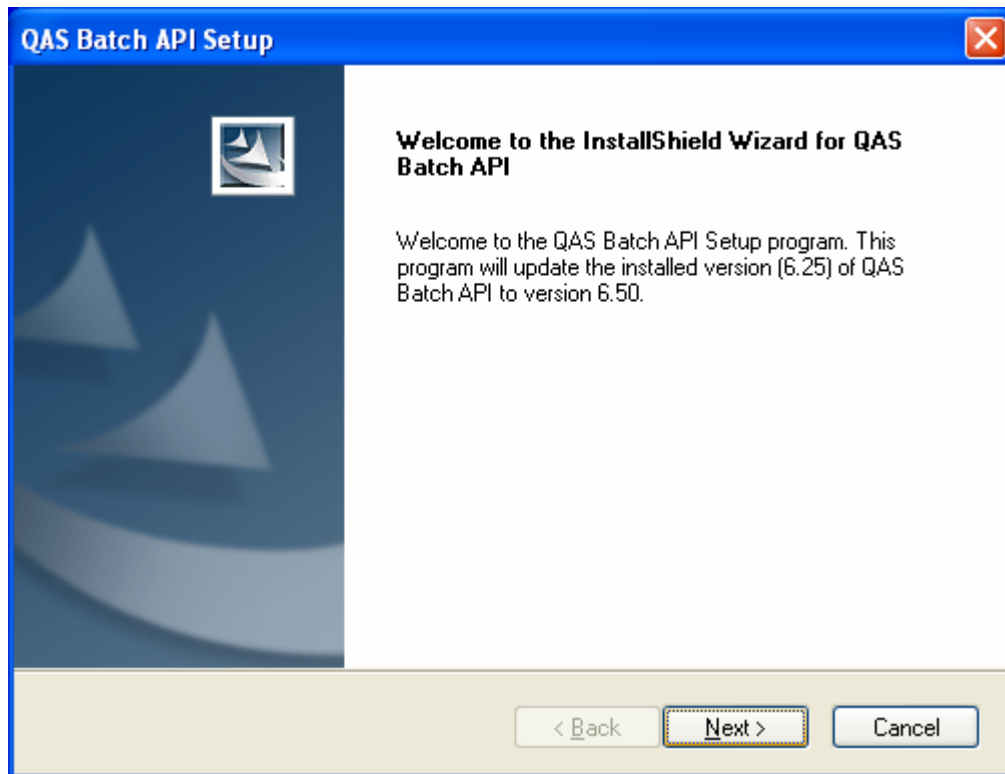 QAS Batch API Setup
Welcome to the InstallShield Wizard for QAS
Batch API
Welcome to the QAS Batch API Setup program. This
program will update the installed version (6.25) of QAS
Batch API to version 6.50.
< Back
Next >
Cancel